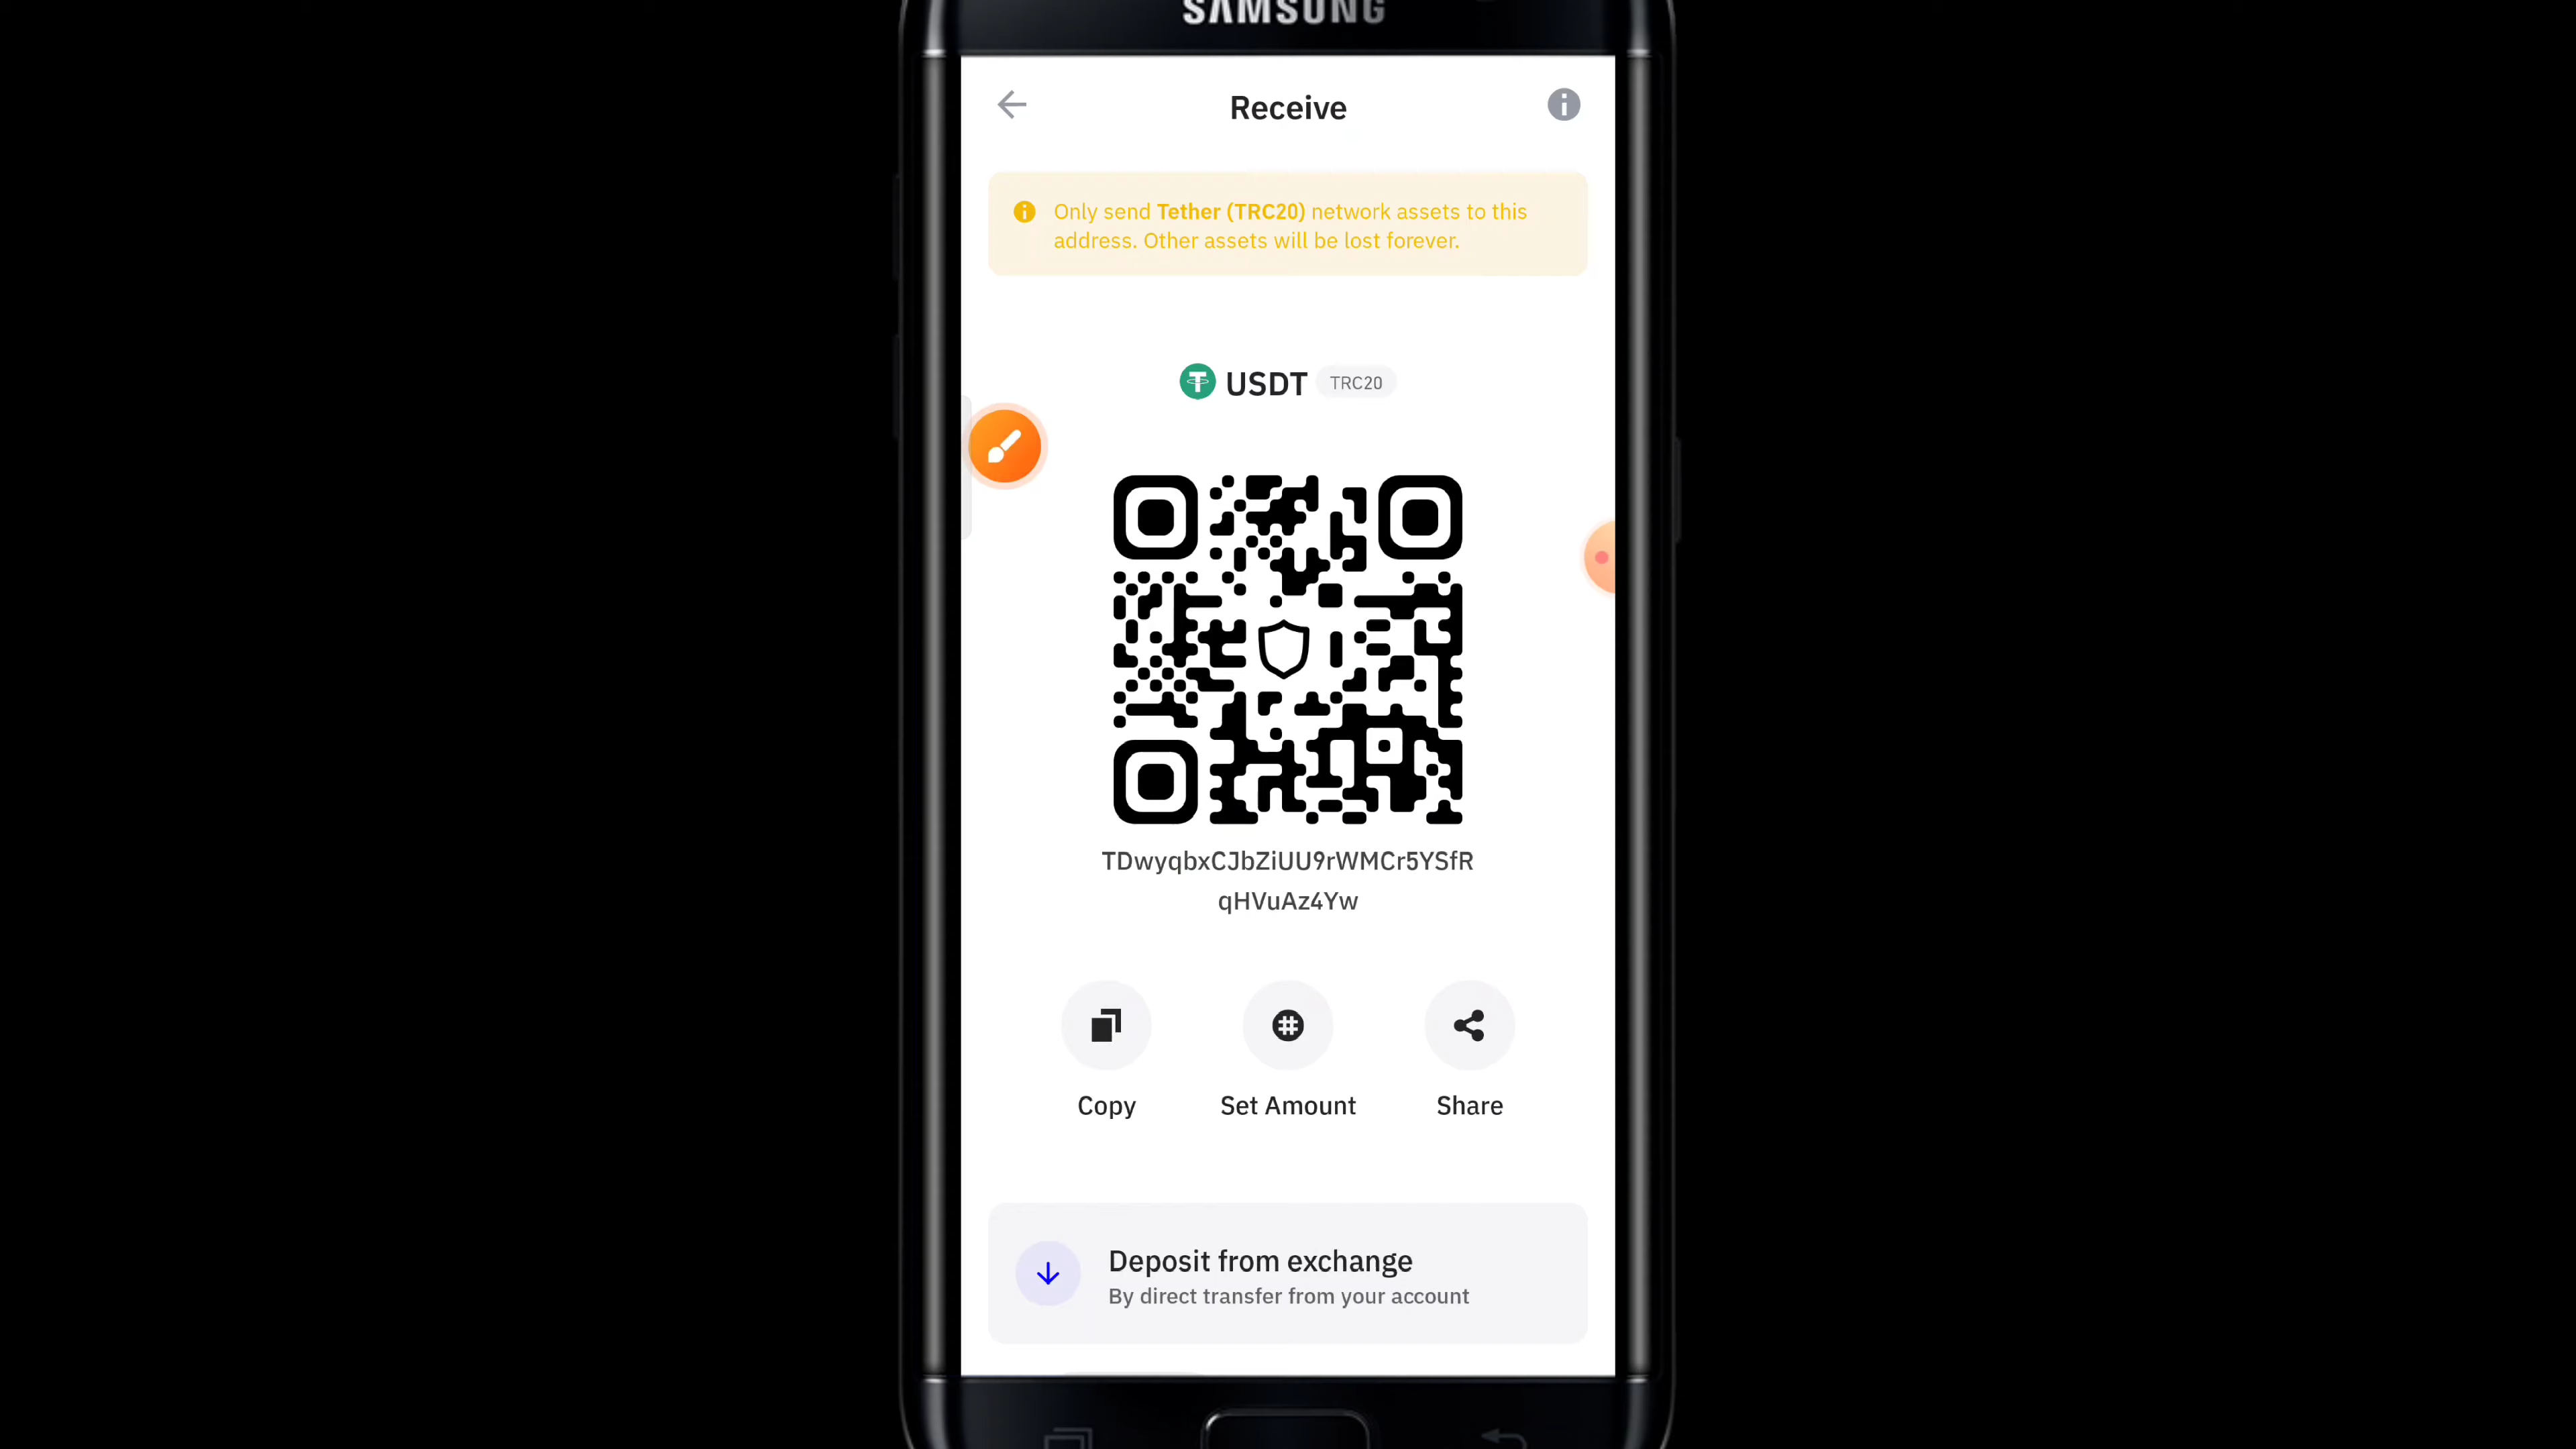 SAMSUNG
Receive
Only send Tether (TRC20) network assets to this
address. Other assets will be lost forever.
USDT TRC20
TDwyqbxCJbZiUU9rWMCr5YSfR
qHVuAz4Yw
Copy
Set Amount
Share
Deposit from exchange
By direct transfer from your account